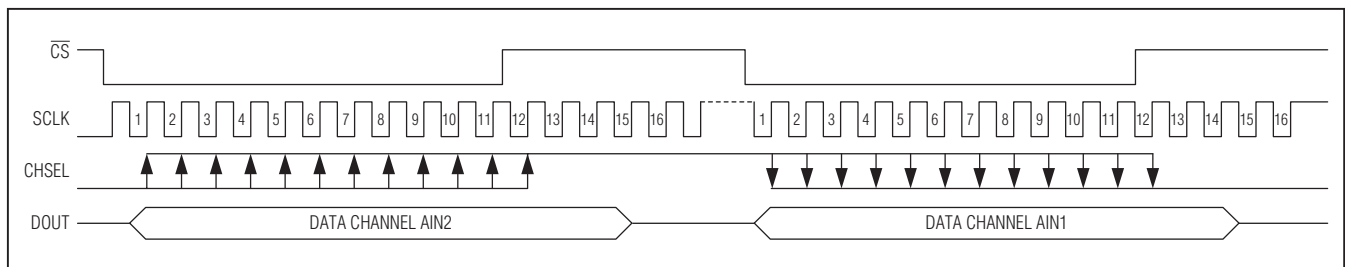 CS
SCLK 1 2 3 4 5 6 7 8 9 10 11 12 13 14 15 16 1 2 3 4 5 6 7 8 9 10 11 12 13 14 15 16
CHSEL
DOUT DATA CHANNEL AIN2 DATA CHANNEL AIN1